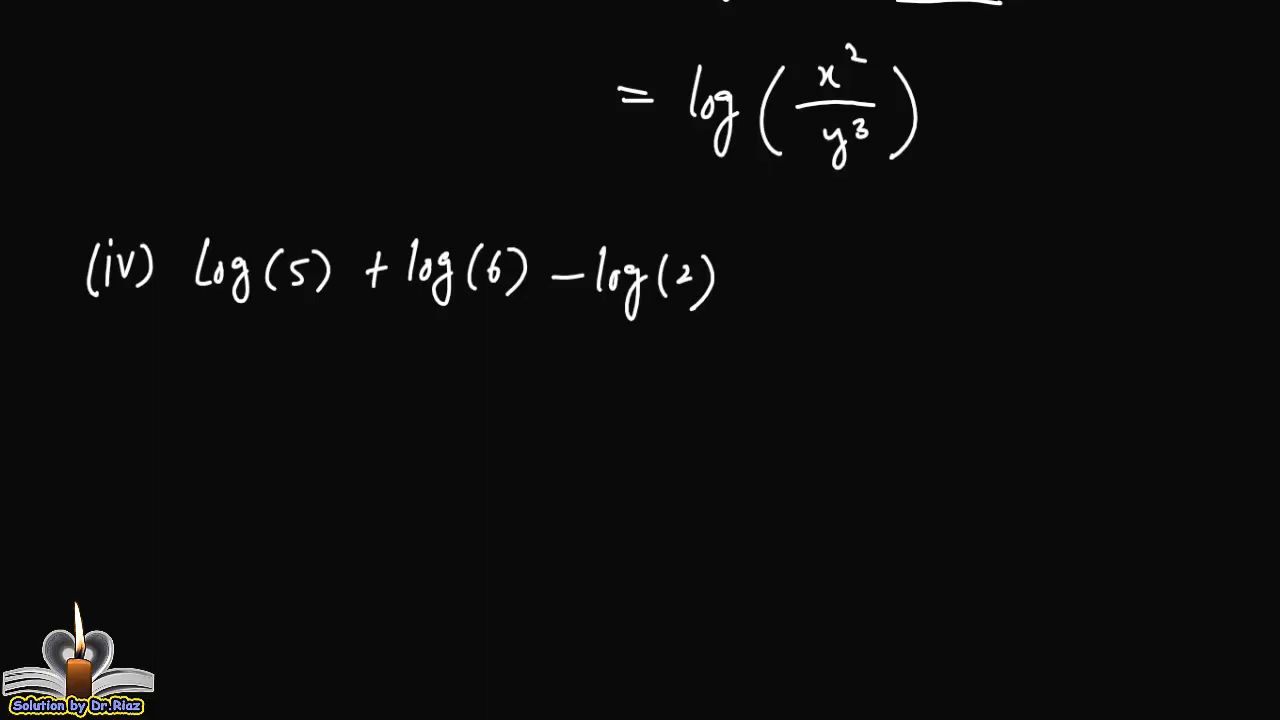 = log(x²/y³)
(iv) log(5) + log(6) – log(2)
Solution by Dr.Riaz